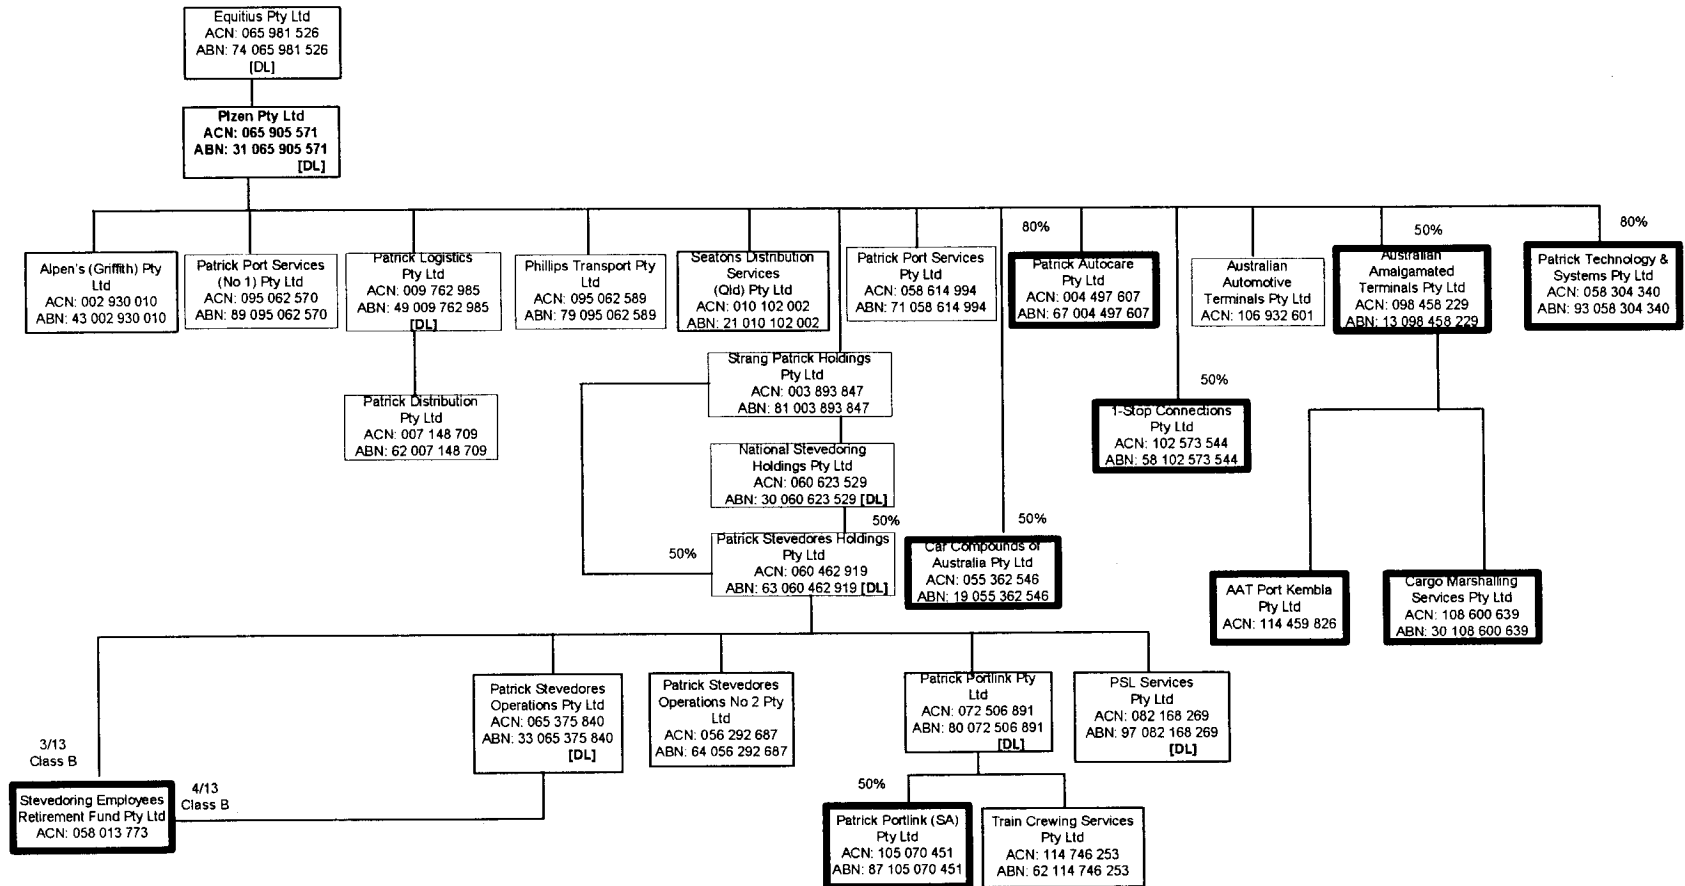 Equitius Pty Ltd
ACN: 065 981 526
ABN: 74 065 981 526
[DL]
Plzen Pty Ltd
ACN: 065 905 571
ABN: 31 065 905 571
[DL]
Alpen's (Griffith) Pty
Ltd
ACN: 002 930 010
ABN: 43 002 930 010
Patrick Port Services
(No 1) Pty Ltd
ACN: 095 062 570
ABN: 89 095 062 570
Patrick Logistics
Pty Ltd
ACN: 009 762 985
ABN: 49 009 762 985
[DL]
Phillips Transport Pty
Ltd
ACN: 095 062 589
ABN: 79 095 062 589
Seatons Distribution
Services
(Qld) Pty Ltd
ACN: 010 102 002
ABN: 21 010 102 002
Patrick Port Services
Pty Ltd
ACN: 058 614 994
ABN: 71 058 614 994
80%
Patrick Autocare
Pty Ltd
ACN: 004 497 607
ABN: 67 004 497 607
Australian
Automotive
Terminals Pty Ltd
ACN: 106 932 601
50%
Australian
Amalgamated
Terminals Pty Ltd
ACN: 098 458 229
ABN: 13 098 458 229
80%
Patrick Technology &
Systems Pty Ltd
ACN: 058 304 340
ABN: 93 058 304 340
Patrick Distribution
Pty Ltd
ACN: 007 148 709
ABN: 62 007 148 709
Strang Patrick Holdings
Pty Ltd
ACN: 003 893 847
ABN: 81 003 893 847
50%
1-Stop Connections
Pty Ltd
ACN: 102 573 544
ABN: 58 102 573 544
National Stevedoring
Holdings Pty Ltd
ACN: 060 623 529
ABN: 30 060 623 529 [DL]
50%
50%
Patrick Stevedores Holdings
Pty Ltd
ACN: 060 462 919
ABN: 63 060 462 919 [DL]
50%
Car Compounds of
Australia Pty Ltd
ACN: 055 362 546
ABN: 19 055 362 546
AAT Port Kembla
Pty Ltd
ACN: 114 459 826
Cargo Marshalling
Services Pty Ltd
ACN: 108 600 639
ABN: 30 108 600 639
Patrick Stevedores
Operations Pty Ltd
ACN: 065 375 840
ABN: 33 065 375 840
[DL]
Patrick Stevedores
Operations No 2 Pty
Ltd
ACN: 056 292 687
ABN: 64 056 292 687
Patrick Portlink Pty
Ltd
ACN: 072 506 891
ABN: 80 072 506 891
[DL]
PSL Services
Pty Ltd
ACN: 082 168 269
ABN: 97 082 168 269
[DL]
3/13
Class B
4/13
Class B
Stevedoring Employees
Retirement Fund Pty Ltd
ACN: 058 013 773
50%
Patrick Portlink (SA)
Pty Ltd
ACN: 105 070 451
ABN: 87 105 070 451
Train Crewing Services
Pty Ltd
ACN: 114 746 253
ABN: 62 114 746 253